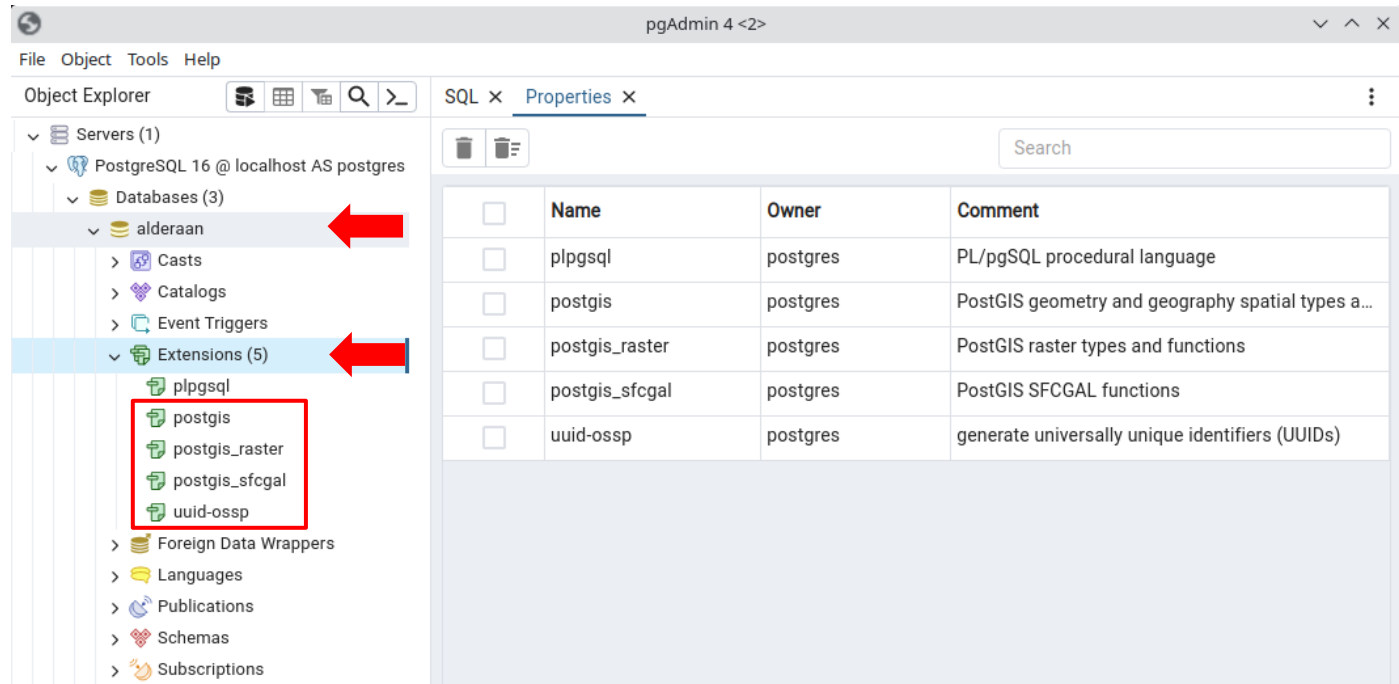 pgAdmin 4 <2>
File Object Tools Help
Object Explorer
Servers (1)
PostgreSQL 16 @ localhost AS postgres
Databases (3)
alderaan
Casts
Catalogs
Event Triggers
Extensions (5)
plpgsql
postgis
postgis_raster
postgis_sfcgal
uuid-ossp
Foreign Data Wrappers
Languages
Publications
Schemas
Subscriptions
SQL Properties
Search
Name Owner Comment
plpgsql postgres PL/pgSQL procedural language
postgis postgres PostGIS geometry and geography spatial types a...
postgis_raster postgres PostGIS raster types and functions
postgis_sfcgal postgres PostGIS SFCGAL functions
uuid-ossp postgres generate universally unique identifiers (UUIDs)